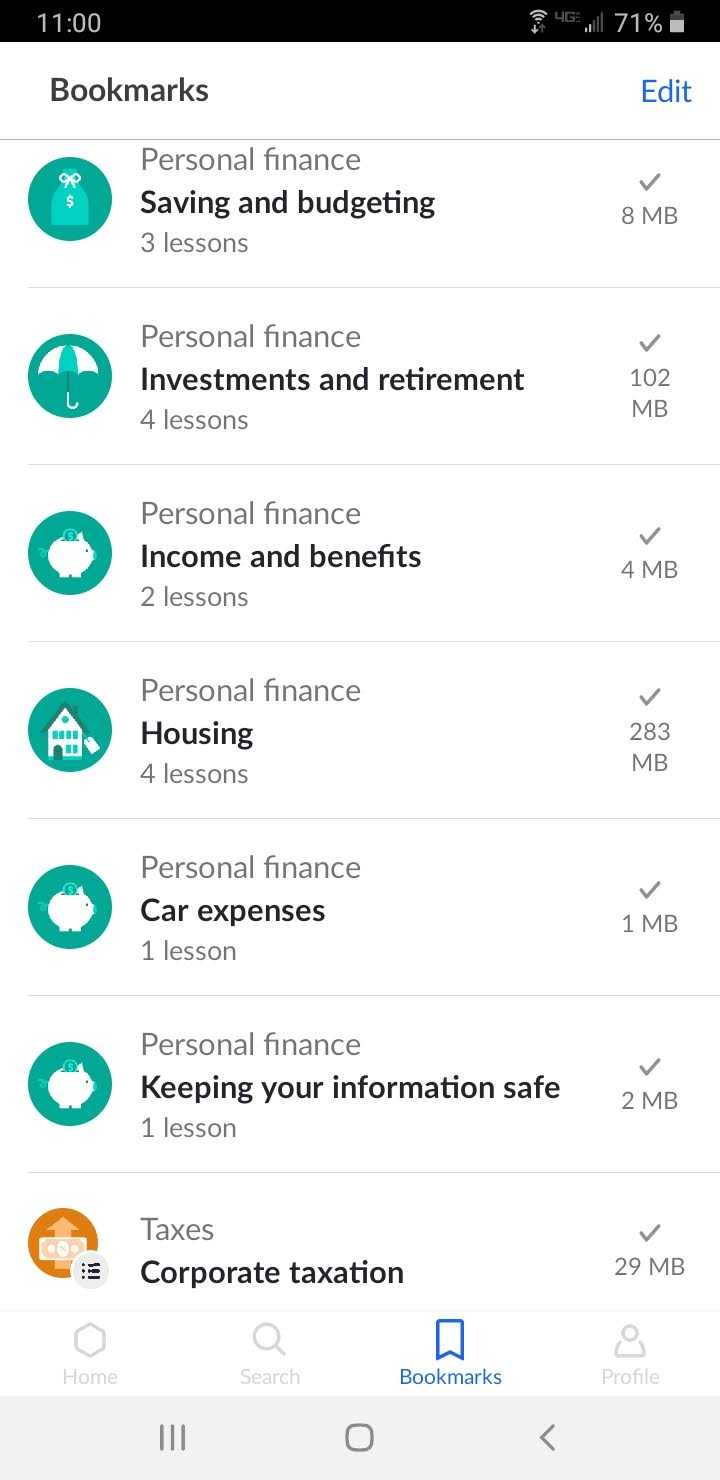 11:00 4GE 71%
Bookmarks Edit
Personal finance
Saving and budgeting
3 lessons
8 MB
Personal finance
Investments and retirement
4 lessons
102
MB
Personal finance
Income and benefits
2 lessons
4 MB
Personal finance
Housing
4 lessons
283
MB
Personal finance
Car expenses
1 lesson
1 MB
Personal finance
Keeping your information safe
1 lesson
2 MB
Taxes
Corporate taxation
29 MB
Home Search Bookmarks Profile